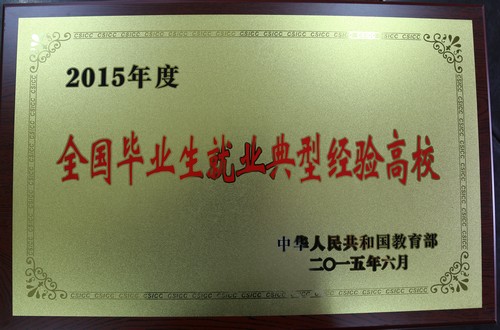 2015年度
全国毕业生就业典型经验高校
中华人民共和国教育部
二〇一五年六月